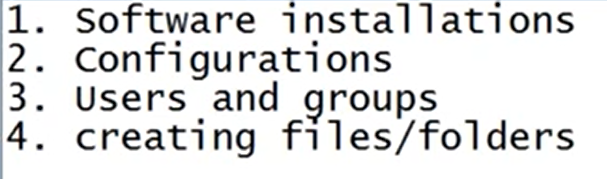 1. Software installations
2. Configurations
3. Users and groups
4. creating files/folders